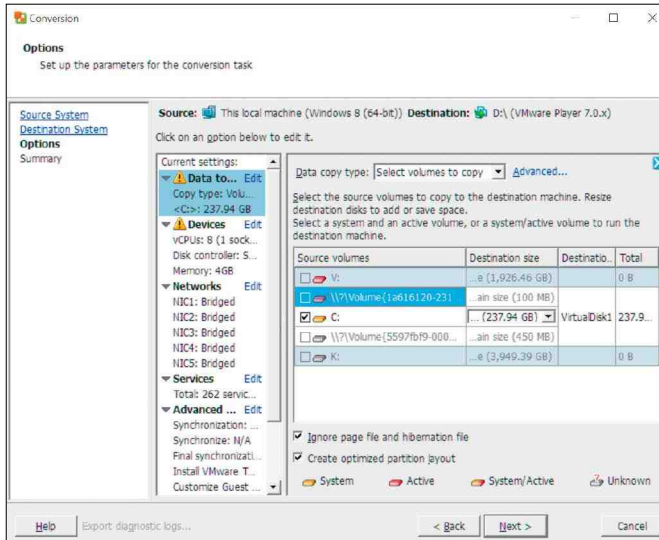 Conversion
Options
Set up the parameters for the conversion task
Source System
Destination System
Options
Summary
Source: This local machine (Windows 8 (64-bit)) Destination: D:\ (VMware Player 7.0.x)
Click on an option below to edit it.
Current settings:
Data to... Edit
Copy type: Volu...
<C:>: 237.94 GB
Devices Edit
vCPUs: 8 (1 sock...
Disk controller: S...
Memory: 4GB
Networks Edit
NIC1: Bridged
NIC2: Bridged
NIC3: Bridged
NIC4: Bridged
NIC5: Bridged
Services Edit
Total: 262 servic...
Advanced ... Edit
Synchronization: ...
Synchronize: N/A
Final synchronizati...
Install VMware T...
Customize Guest ...
Data copy type: Select volumes to copy Advanced...
Select the source volumes to copy to the destination machine. Resize
destination disks to add or save space.
Select a system and an active volume, or a system/active volume to run the
destination machine.
Source volumes Destination size Destinatio... Total
V: ...e (1,926.46 GB) 0 B
\\?\Volume{1a616120-231 ...ain size (100 MB)
C: ... (237.94 GB) VirtualDisk1 237.9...
\\?\Volume{5597fbf9-000... ...ain size (450 MB)
K: ...e (3,949.39 GB) 0 B
Ignore page file and hibernation file
Create optimized partition layout
System Active System/Active Unknown
Help Export diagnostic logs... < Back Next > Cancel